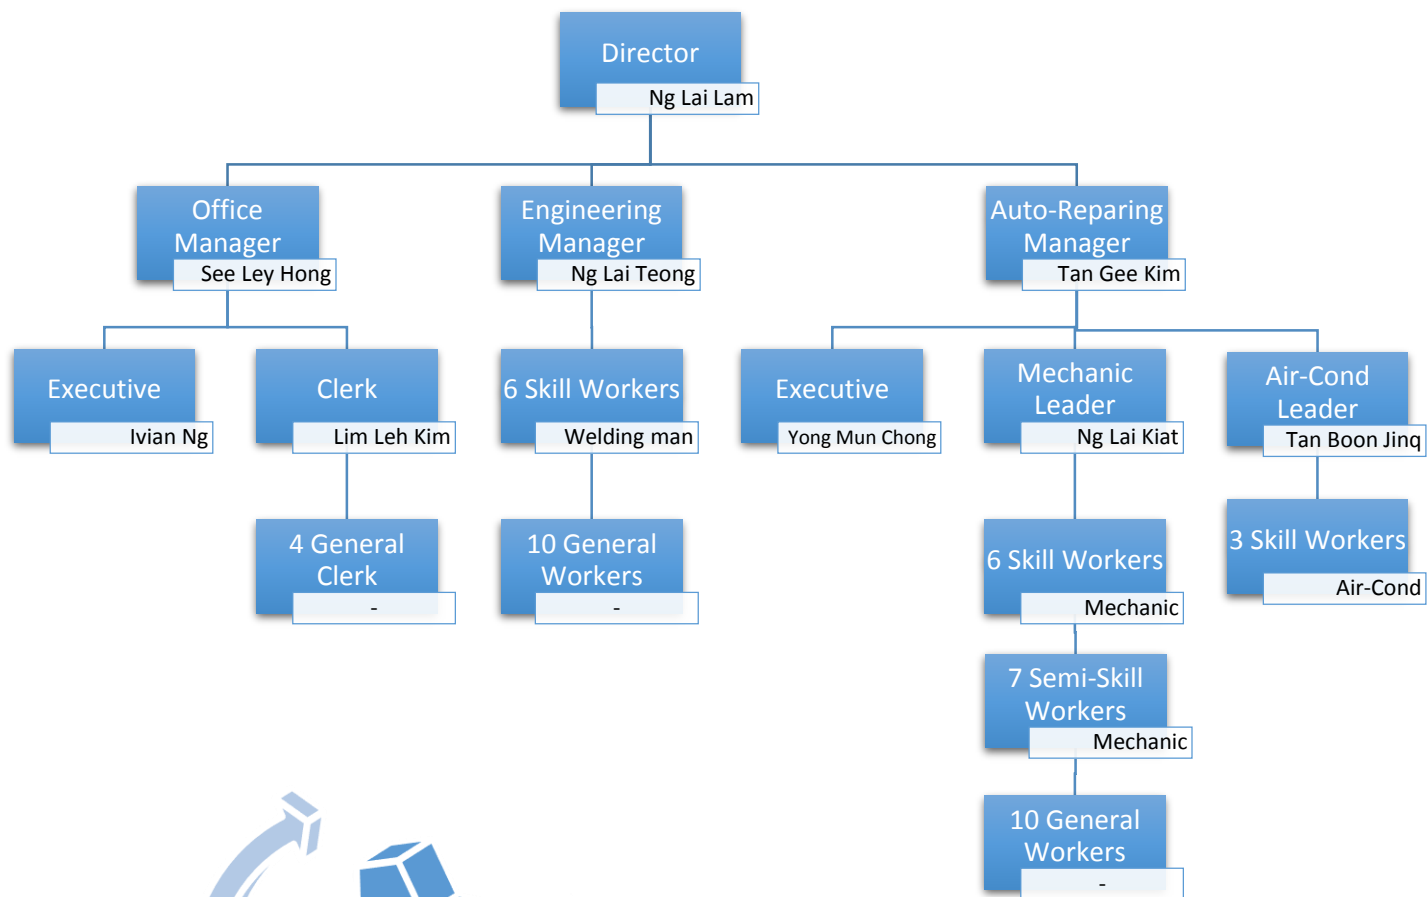 Director
Ng Lai Lam
Office
Manager
See Ley Hong
Engineering
Manager
Ng Lai Teong
Auto-Reparing
Manager
Tan Gee Kim
Executive
Ivian Ng
Clerk
Lim Leh Kim
6 Skill Workers
Welding man
Executive
Yong Mun Chong
Mechanic
Leader
Ng Lai Kiat
Air-Cond
Leader
Tan Boon Jinq
4 General
Clerk
-
10 General
Workers
-
6 Skill Workers
Mechanic
3 Skill Workers
Air-Cond
7 Semi-Skill
Workers
Mechanic
10 General
Workers
-